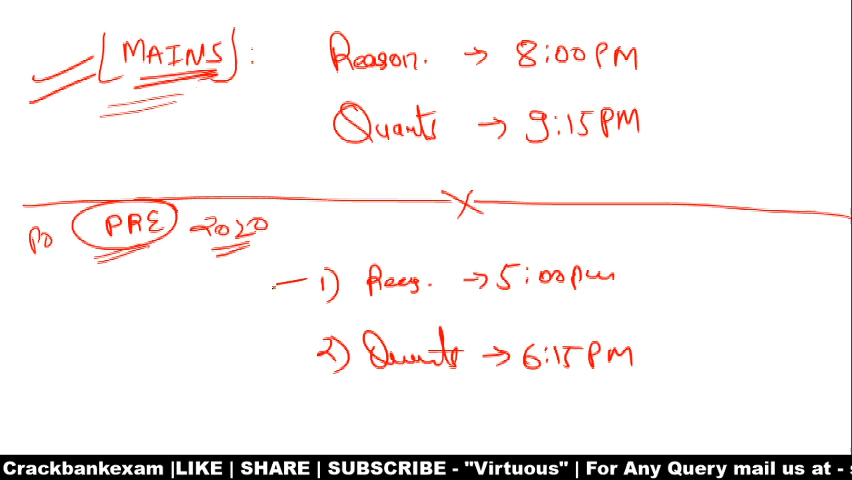 [MAINS] : Reason. → 8:00PM
Quants → 9:15PM
PO PRE 2020
1) Reas. → 5:00pm
2) Quants → 6:15PM
Crackbankexam |LIKE | SHARE | SUBSCRIBE - "Virtuous" | For Any Query mail us at - s